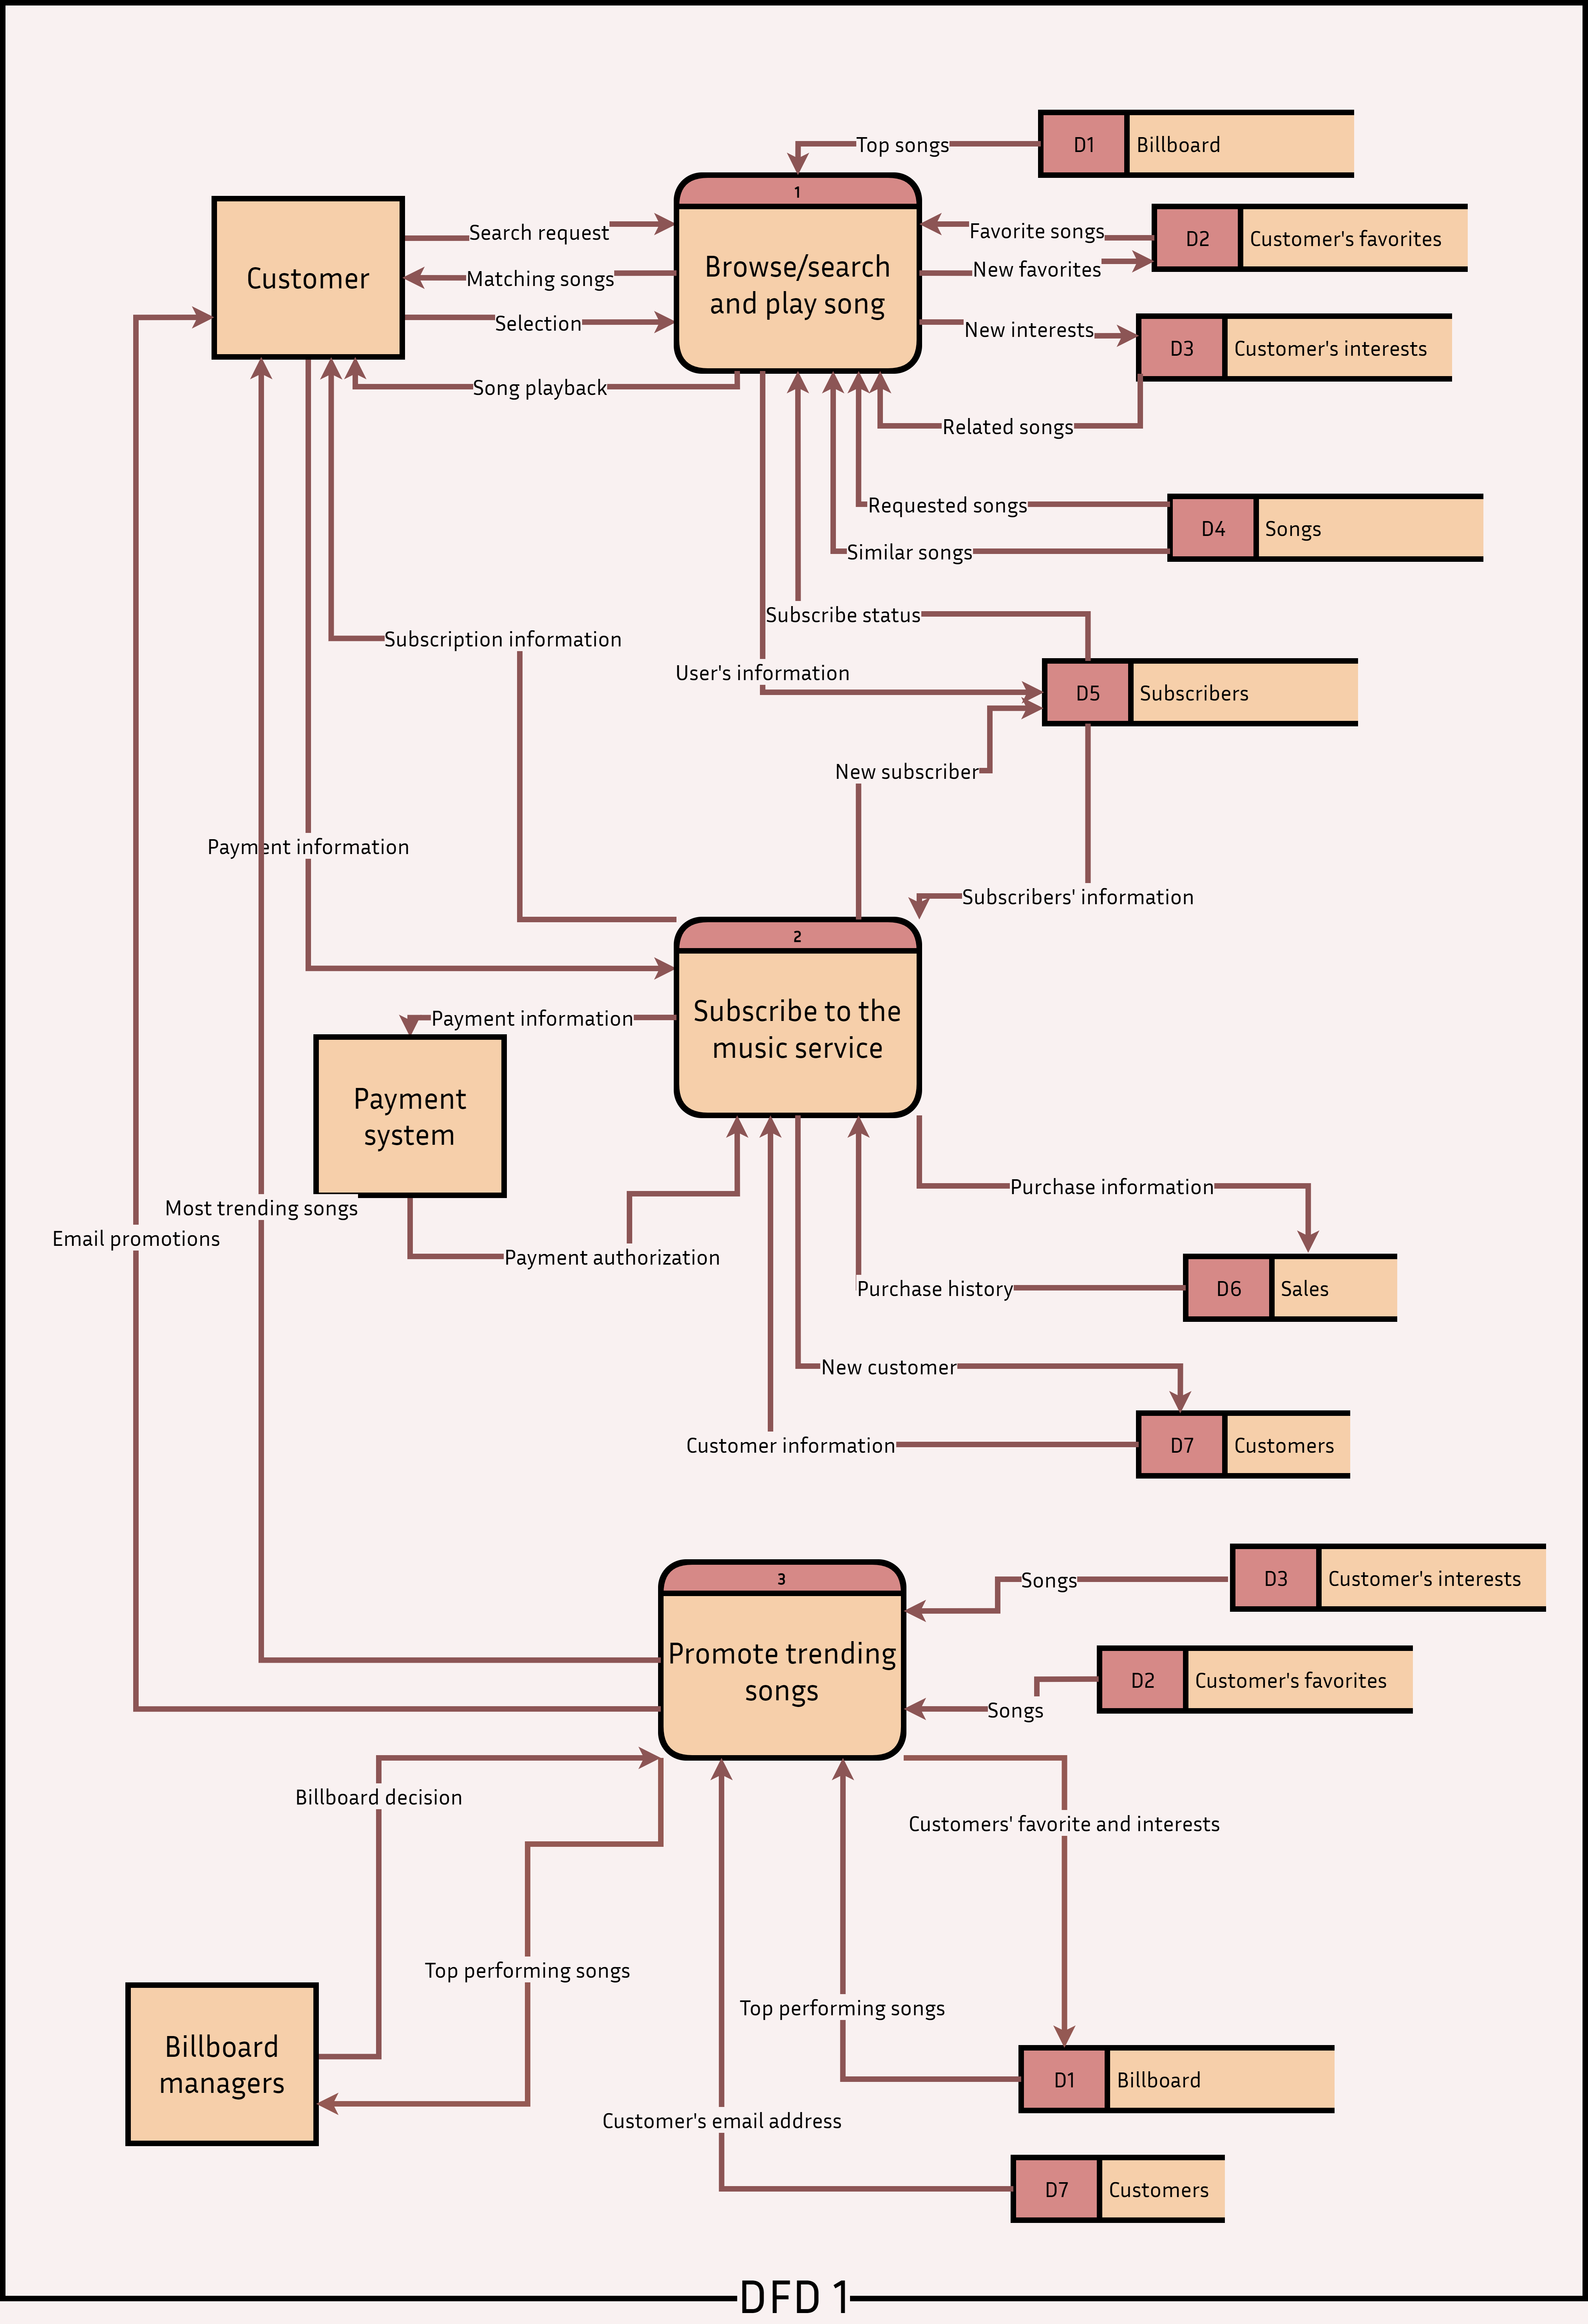 D1
Billboard
Top songs
1
Browse/search
and play song
Customer
Search request
Matching songs
Selection
Song playback
Favorite songs
New favorites
D2
Customer's favorites
New interests
D3
Customer's interests
Related songs
Requested songs
D4
Songs
Similar songs
Subscribe status
Subscription information
User's information
D5
Subscribers
New subscriber
Payment information
Subscribers' information
2
Subscribe to the
music service
Payment information
Payment
system
Payment authorization
Purchase information
Most trending songs
Email promotions
Purchase history
D6
Sales
New customer
Customer information
D7
Customers
3
Promote trending
songs
Songs
D3
Customer's interests
Songs
D2
Customer's favorites
Billboard decision
Customers' favorite and interests
Top performing songs
Top performing songs
Billboard
managers
D1
Billboard
Customer's email address
D7
Customers
DFD 1